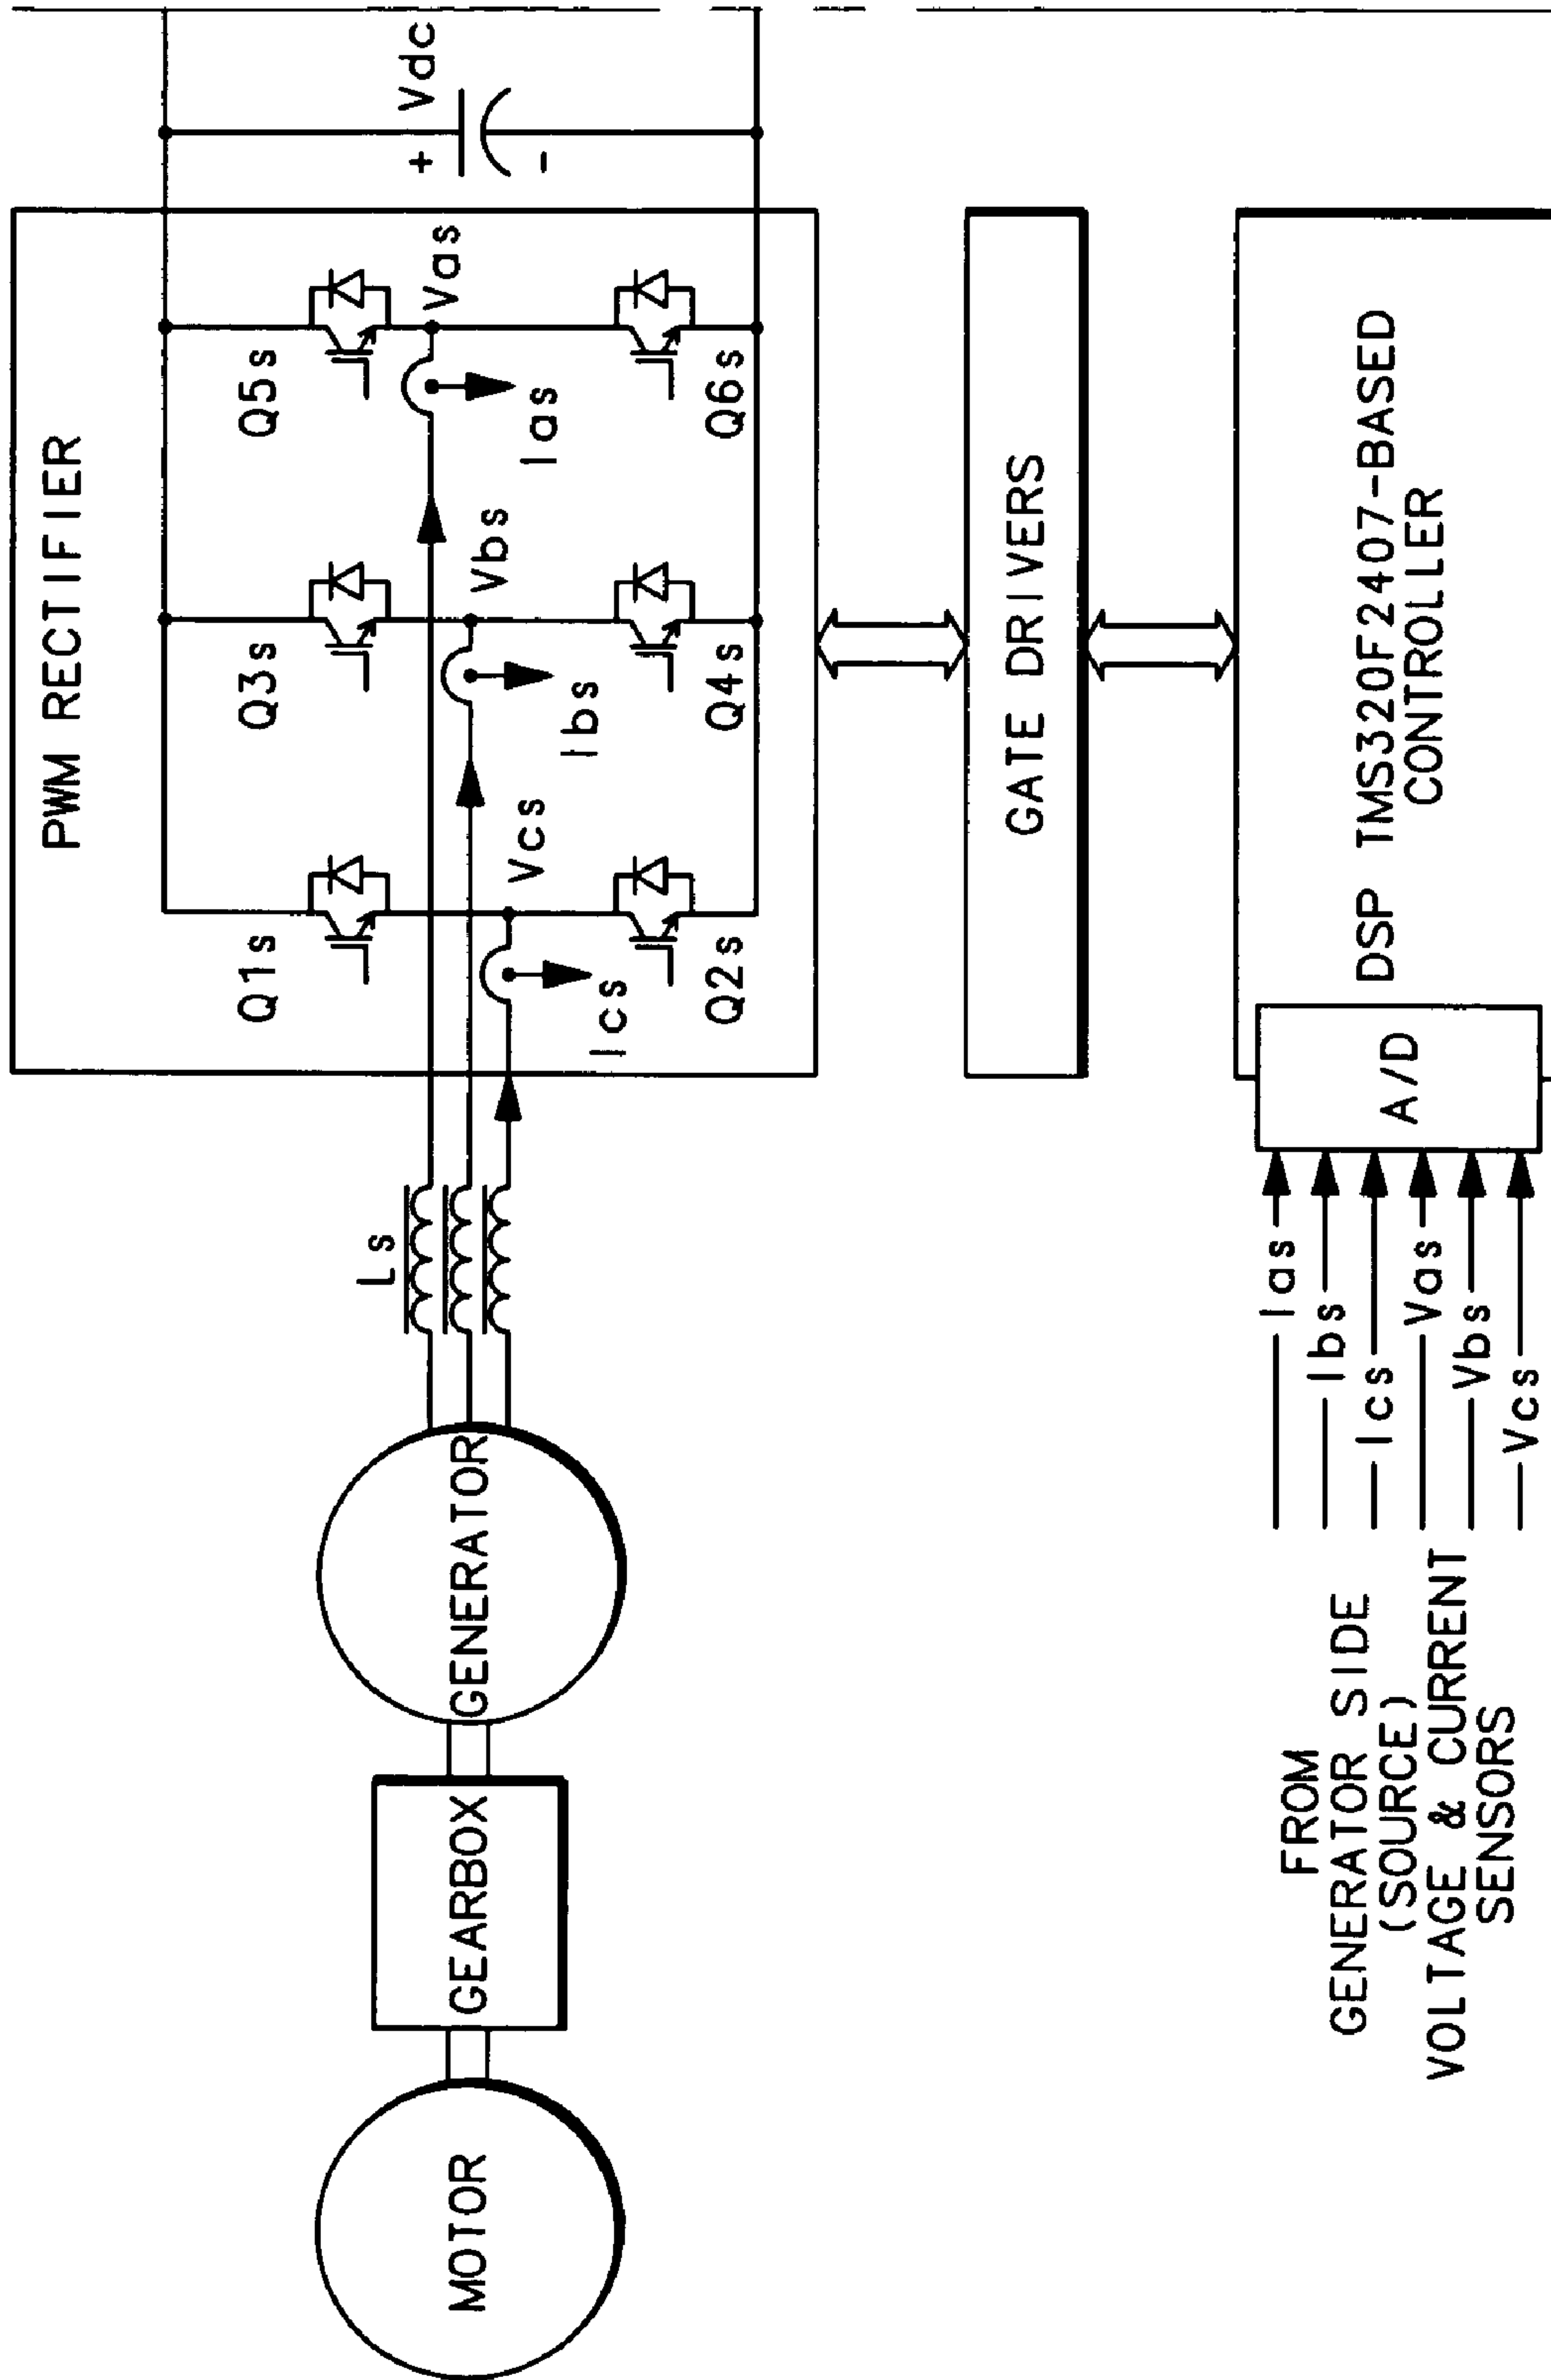 PWM RECTIFIER
Q1s
Q3s
Q5s
Vdc
+
-
Ls
Vcs
Vbs
Vas
Ics
Ibs
Ias
Q2s
Q4s
Q6s
MOTOR
GEARBOX
GENERATOR
GATE DRIVERS
FROM
GENERATOR SIDE
(SOURCE)
VOLTAGE & CURRENT
SENSORS
Ias
Ibs
Ics
Vas
Vbs
Vcs
A/D
DSP TMS320F2407-BASED
CONTROLLER